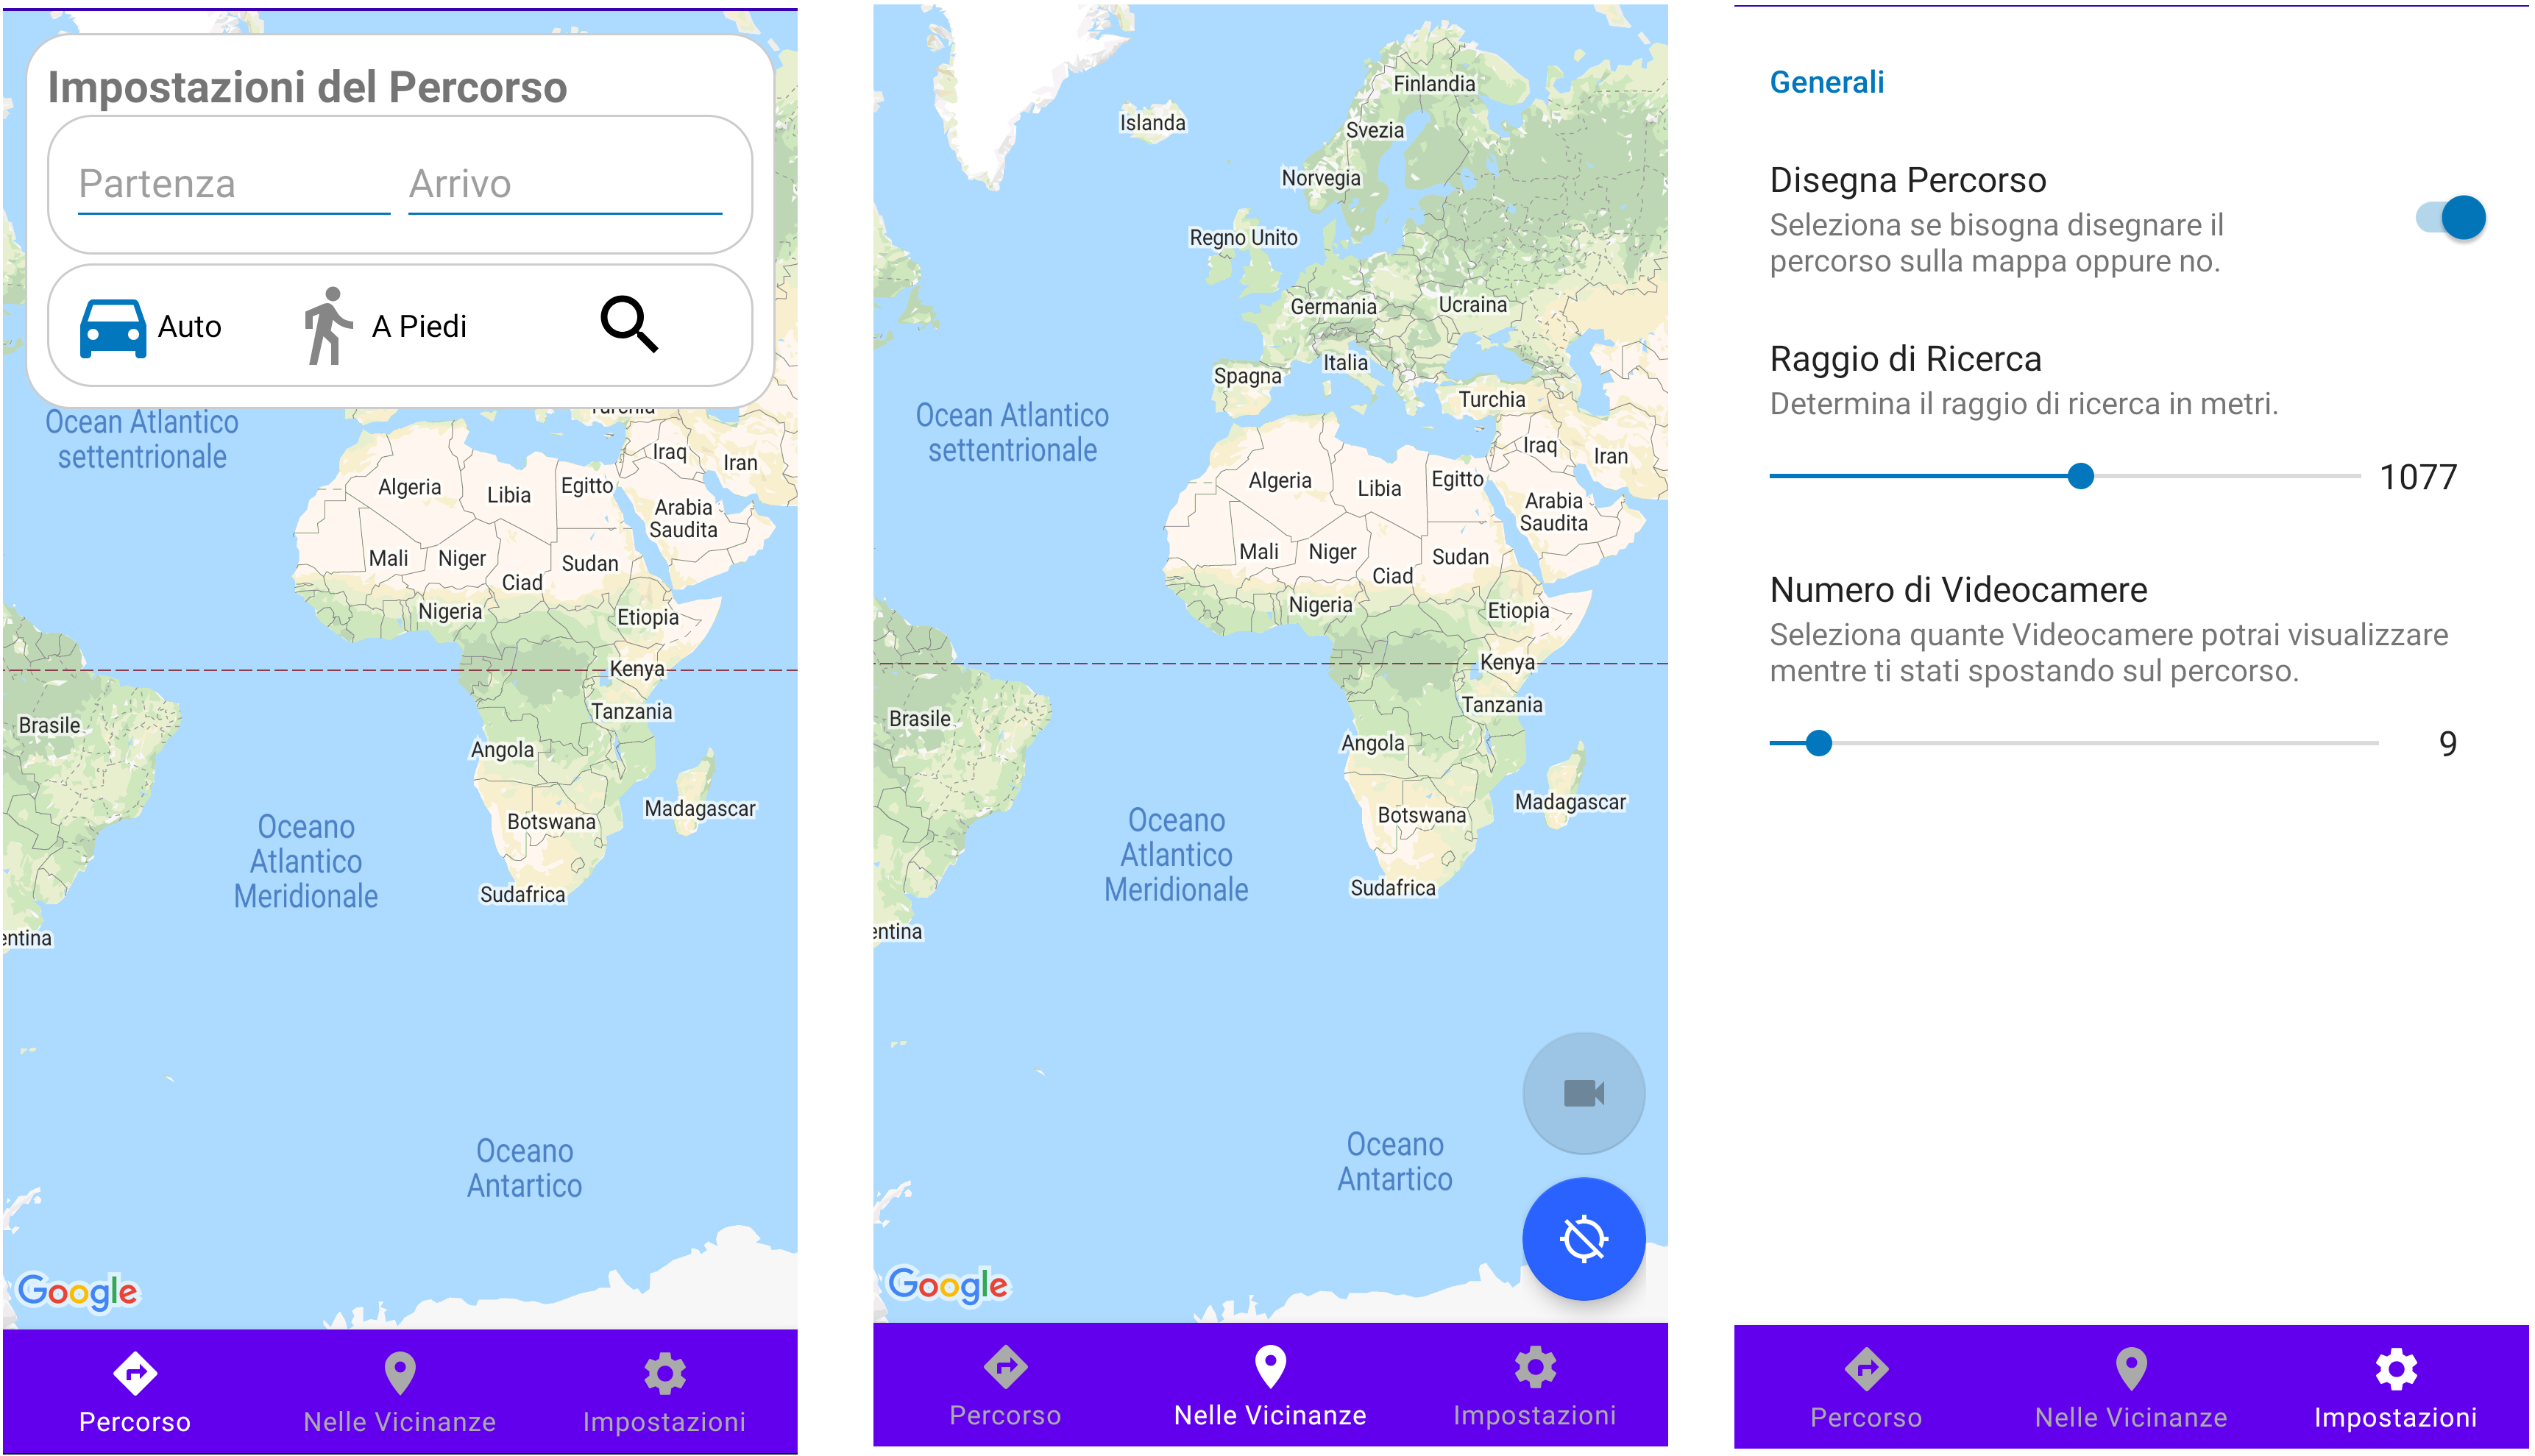 Impostazioni del Percorso
Partenza Arrivo
Auto A Piedi
Turchia
Ocean Atlantico
settentrionale
Iraq
Iran
Algeria
Libia
Egitto
Arabia
Saudita
Mali
Niger
Ciad
Sudan
Nigeria
Etiopia
Kenya
Brasile
Tanzania
Angola
Madagascar
Botswana
Oceano
Atlantico
Meridionale
Sudafrica
entina
Oceano
Antartico
Google
Percorso Nelle Vicinanze Impostazioni
Finlandia
Islanda
Svezia
Norvegia
Regno Unito
Germania
Ucraina
Italia
Spagna
Turchia
Ocean Atlantico
settentrionale
Iraq
Iran
Algeria
Libia
Egitto
Arabia
Saudita
Mali
Niger
Ciad
Sudan
Nigeria
Etiopia
Kenya
Brasile
Tanzania
Angola
Madagascar
Botswana
Oceano
Atlantico
Meridionale
Sudafrica
entina
Oceano
Antartico
Google
Percorso Nelle Vicinanze Impostazioni
Generali
Disegna Percorso
Seleziona se bisogna disegnare il
percorso sulla mappa oppure no.
Raggio di Ricerca
Determina il raggio di ricerca in metri.
1077
Numero di Videocamere
Seleziona quante Videocamere potrai visualizzare
mentre ti stati spostando sul percorso.
9
Percorso Nelle Vicinanze Impostazioni